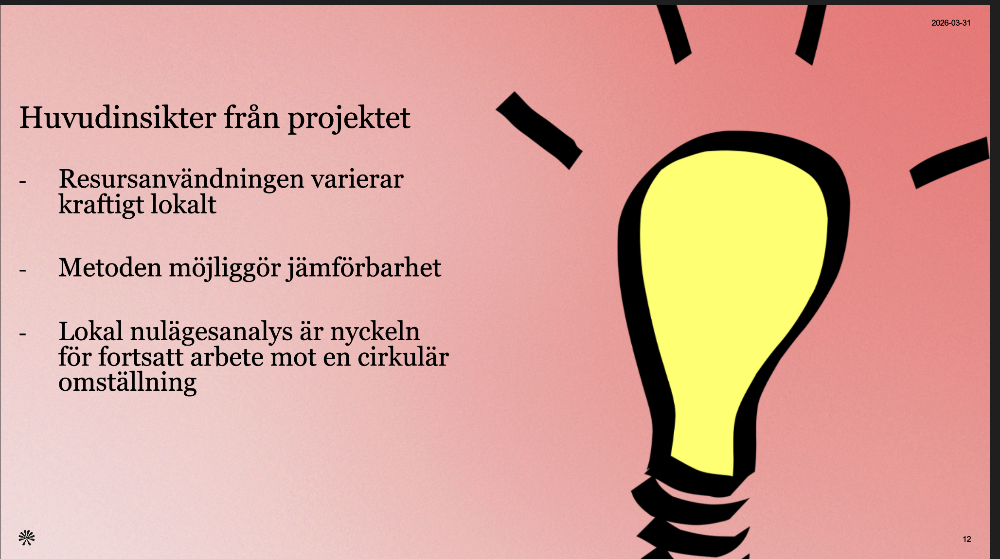 2026-03-31
Huvudinsikter från projektet
- Resursanvändningen varierar
kraftigt lokalt
- Metoden möjliggör jämförbarhet
- Lokal nulägesanalys är nyckeln
för fortsatt arbete mot en cirkulär
omställning
12